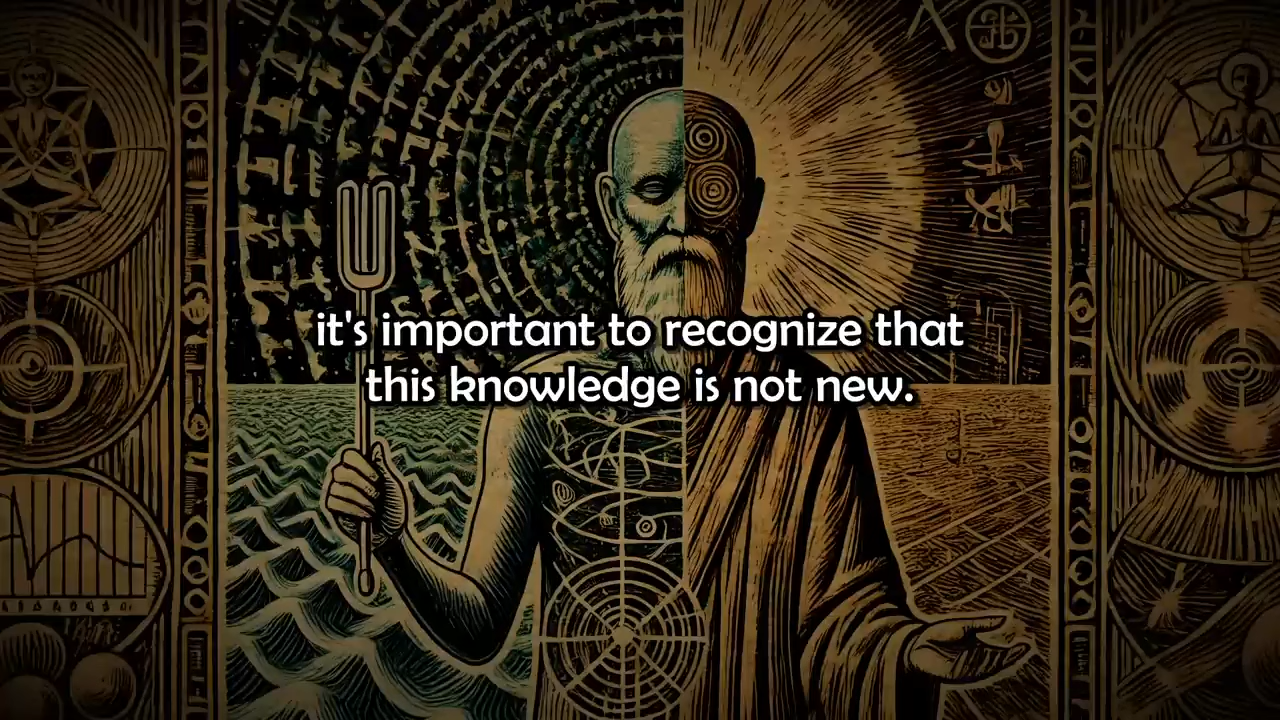 it's important to recognize that
this knowledge is not new.